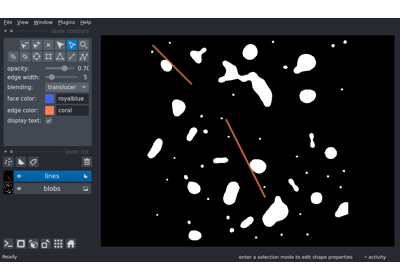 File View Window Plugins Help
layer controls
opacity: 0.70
edge width: 5
blending: translucer
face color: royalblue
edge color: coral
display text:
layer list
lines
blobs
Ready enter a selection mode to edit shape properties activity